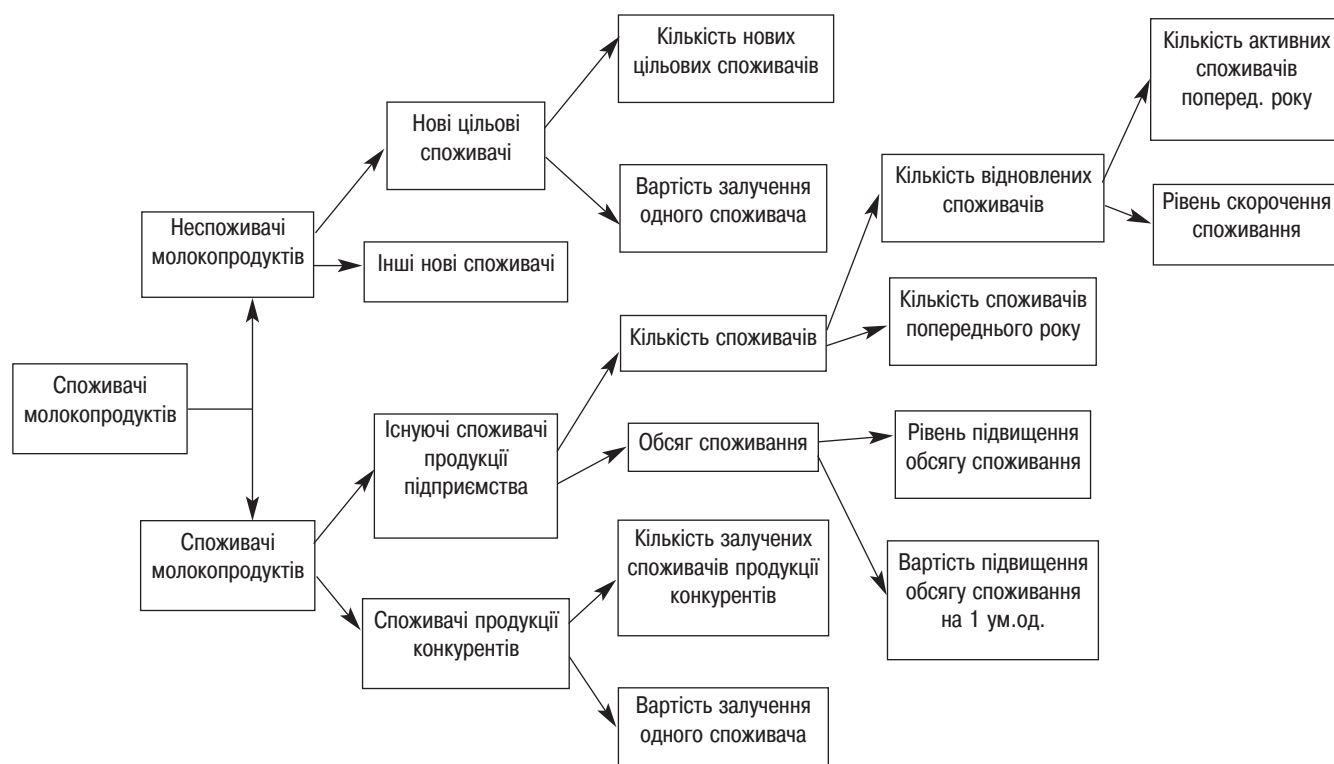 Кількість нових
цільових споживачів
Кількість активних
споживачів
поперед. року
Нові цільові
споживачі
Вартість залучення
одного споживача
Кількість відновлених
споживачів
Рівень скорочення
споживання
Неспоживачі
молокопродуктів
Інші нові споживачі
Кількість споживачів
Кількість споживачів
попереднього року
Споживачі
молокопродуктів
Існуючі споживачі
продукції
підприємства
Обсяг споживання
Рівень підвищення
обсягу споживання
Споживачі
молокопродуктів
Кількість залучених
споживачів продукції
конкурентів
Вартість підвищення
обсягу споживання
на 1 ум.од.
Споживачі продукції
конкурентів
Вартість залучення
одного споживача